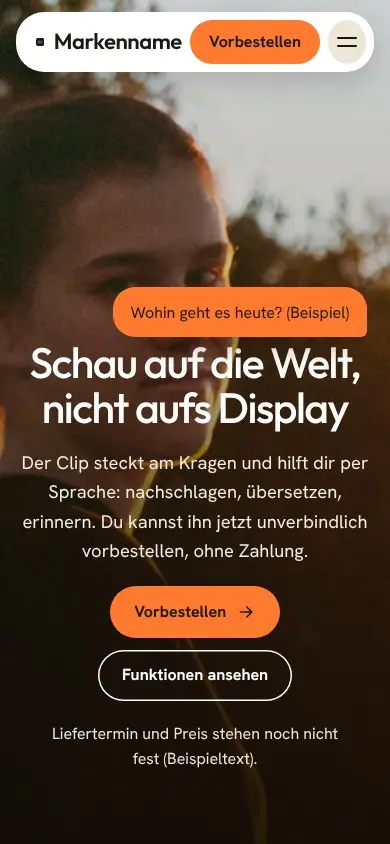 Markenname
Vorbestellen
Wohin geht es heute? (Beispiel)
Schau auf die Welt,
nicht aufs Display
Der Clip steckt am Kragen und hilft dir per
Sprache: nachschlagen, übersetzen,
erinnern. Du kannst ihn jetzt unverbindlich
vorbestellen, ohne Zahlung.
Vorbestellen →
Funktionen ansehen
Liefertermin und Preis stehen noch nicht
fest (Beispieltext).